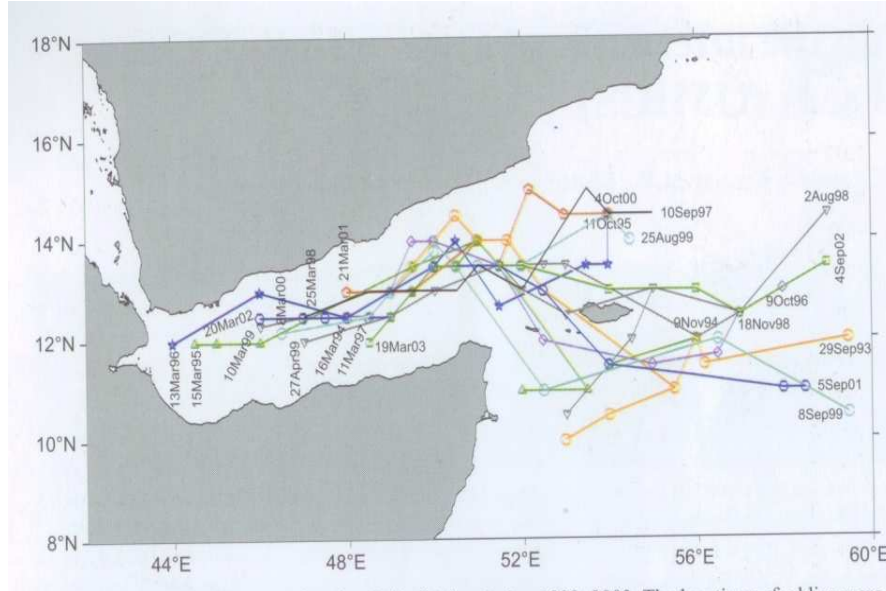 18°N
16°N
14°N
12°N
10°N
8°N
44°E
48°E
52°E
56°E
60°E
13Mar96
15Mar95
10Mar99
20Mar02
8Mar00
25Mar98
27Apr99
21Mar01
16Mar94
11Mar97
19Mar03
4Oct00
11Oct95
10Sep97
25Aug99
2Aug98
4Sep02
9Oct96
9Nov94
18Nov98
29Sep93
5Sep01
8Sep99